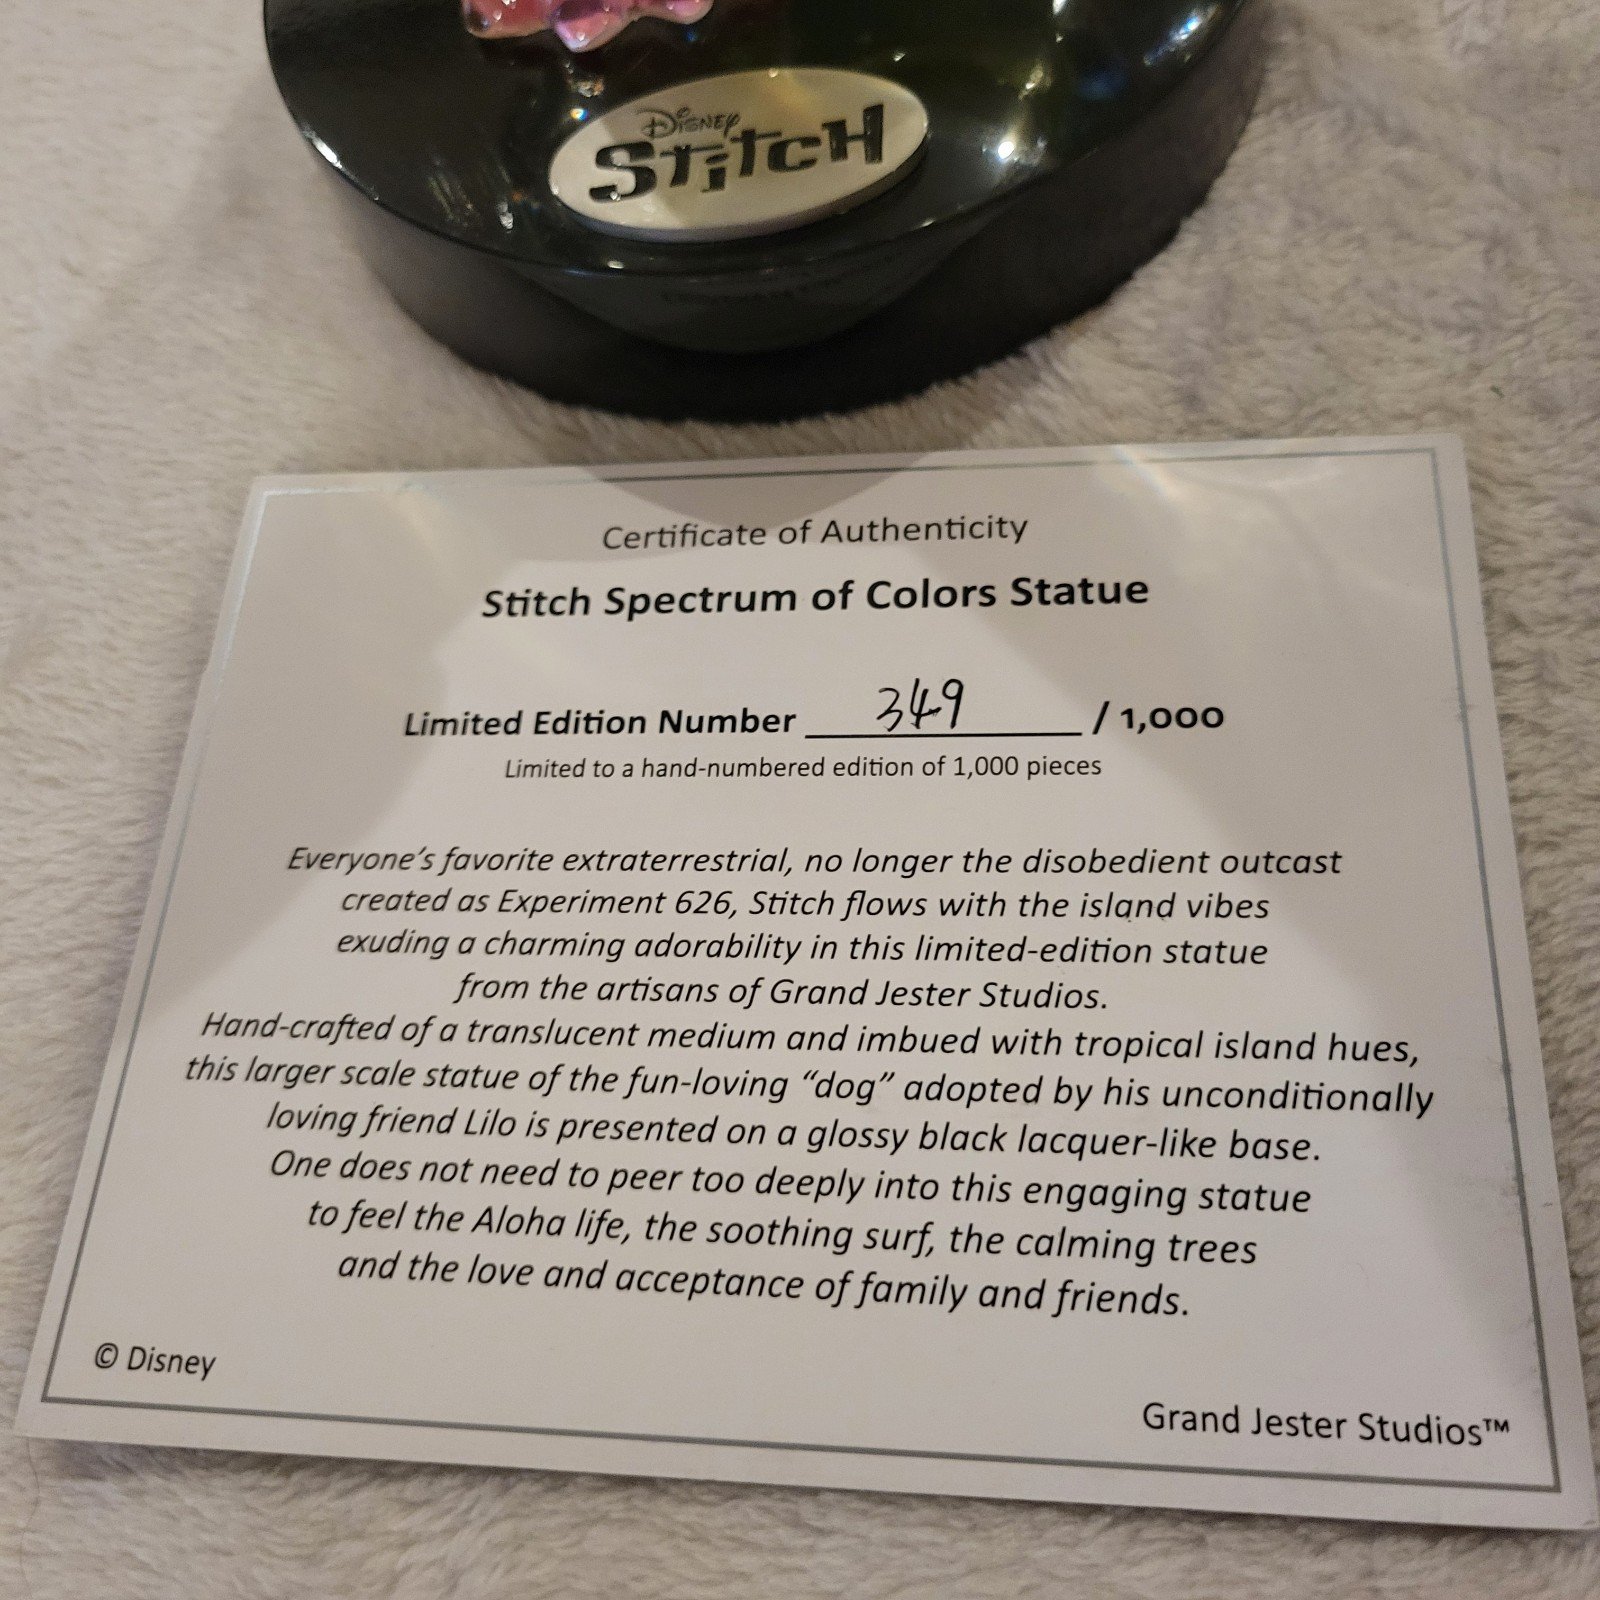 Disney
Stitch
Certificate of Authenticity
Stitch Spectrum of Colors Statue
Limited Edition Number 349 / 1,000
Limited to a hand-numbered edition of 1,000 pieces
Everyone's favorite extraterrestrial, no longer the disobedient outcast
created as Experiment 626, Stitch flows with the island vibes
exuding a charming adorability in this limited-edition statue
from the artisans of Grand Jester Studios.
Hand-crafted of a translucent medium and imbued with tropical island hues,
this larger scale statue of the fun-loving “dog” adopted by his unconditionally
loving friend Lilo is presented on a glossy black lacquer-like base.
One does not need to peer too deeply into this engaging statue
to feel the Aloha life, the soothing surf, the calming trees
and the love and acceptance of family and friends.
© Disney
Grand Jester Studios™